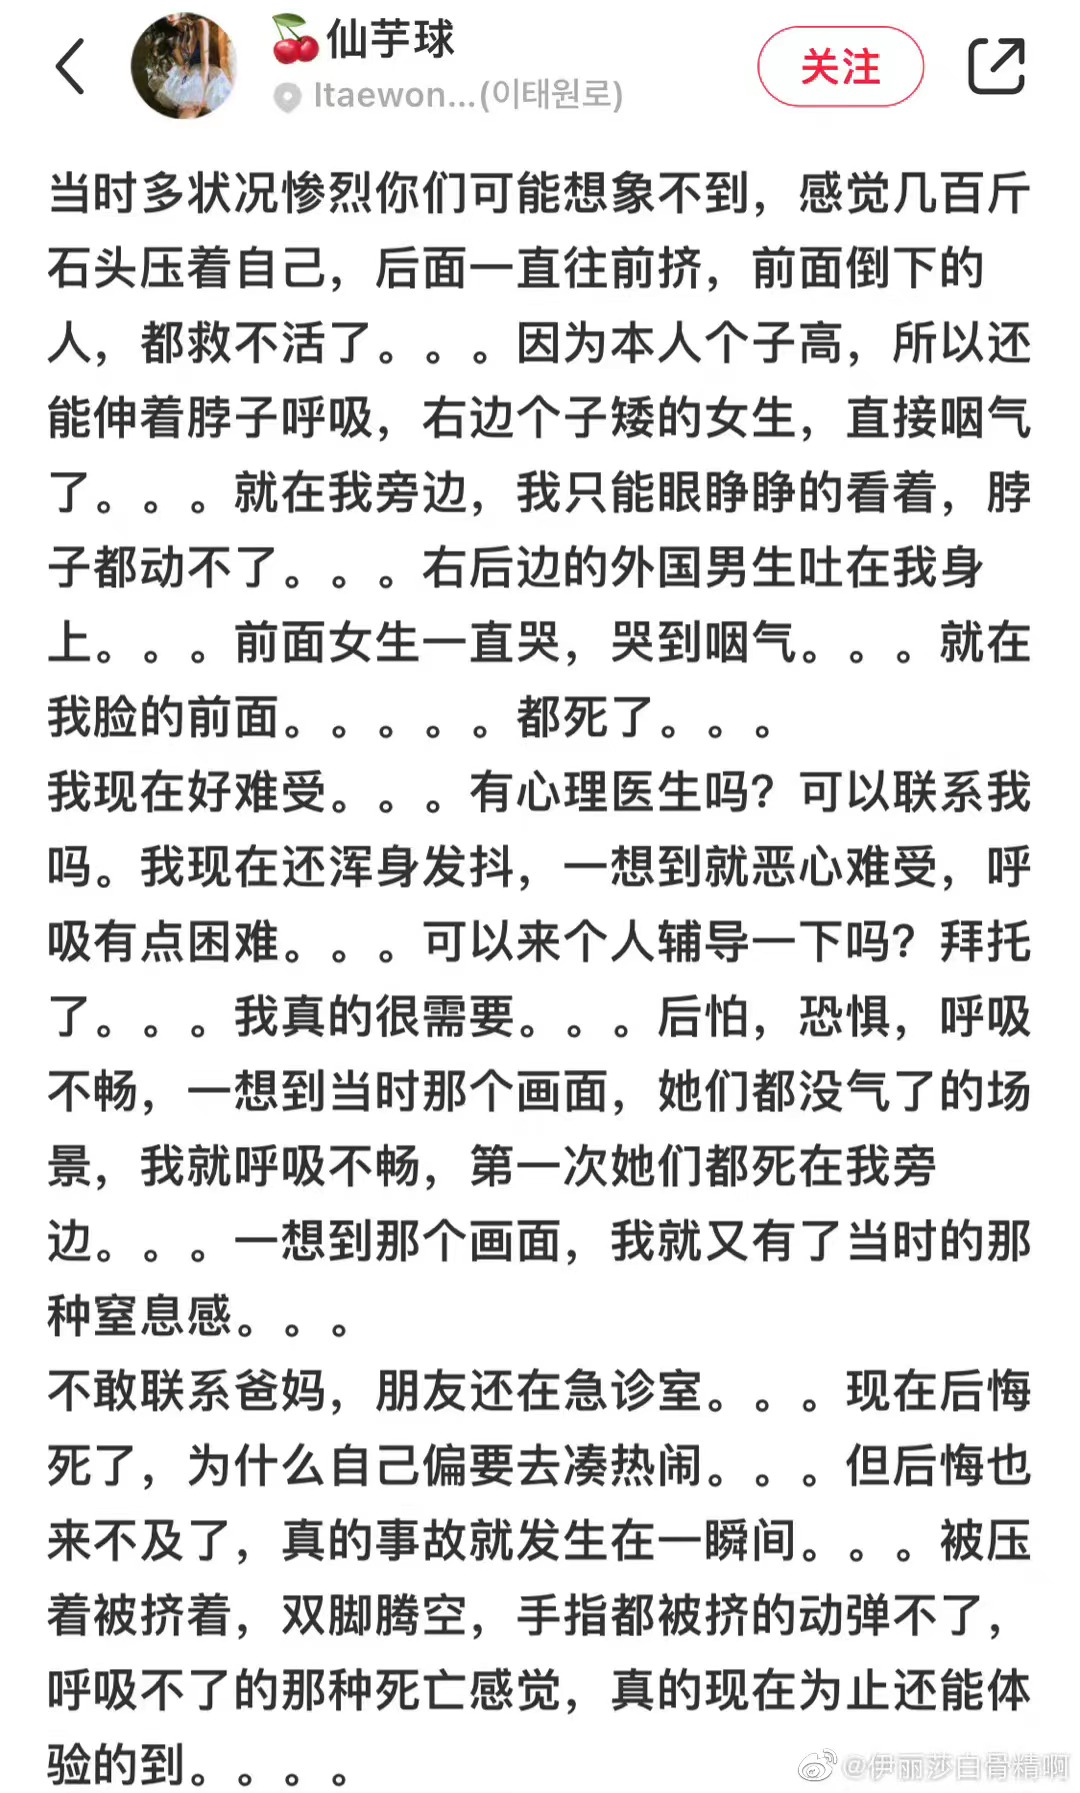 仙芋球
关注
Itaewon...(이태원로)
当时多状况惨烈你们可能想象不到，感觉几百斤
石头压着自己，后面一直往前挤，前面倒下的
人，都救不活了。。。因为本人个子高，所以还
能伸着脖子呼吸，右边个子矮的女生，直接咽气
了。。。就在我旁边，我只能眼睁睁的看着，脖
子都动不了。。。右后边的外国男生吐在我身
上。。。前面女生一直哭，哭到咽气。。。就在
我脸的前面。。。。。都死了。。。
我现在好难受。。。有心理医生吗？可以联系我
吗。我现在还浑身发抖，一想到就恶心难受，呼
吸有点困难。。。可以来个人辅导一下吗？拜托
了。。。我真的很需要。。。后怕，恐惧，呼吸
不畅，一想到当时那个画面，她们都没气了的场
景，我就呼吸不畅，第一次她们都死在我旁
边。。。一想到那个画面，我就又有了当时的那
种窒息感。。。
不敢联系爸妈，朋友还在急诊室。。。现在后悔
死了，为什么自己偏要去凑热闹。。。但后悔也
来不及了，真的事故就发生在一瞬间。。。被压
着被挤着，双脚腾空，手指都被挤的动弹不了，
呼吸不了的那种死亡感觉，真的现在为止还能体
验的到。。。。
@伊丽莎白骨精啊